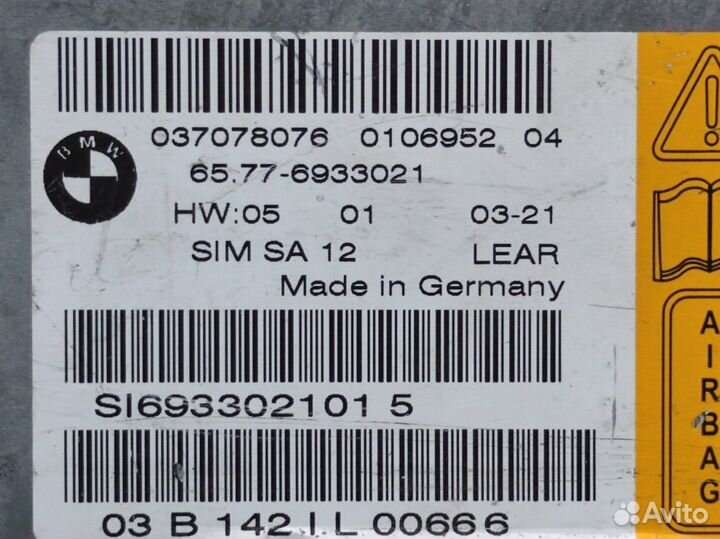 037078076 0106952 04
BMW
65.77-6933021
HW:05 01 03-21
SIM SA 12 LEAR
Made in Germany
SI693302101 5
03 B 142 I L 00666
AIRBAG
Avito